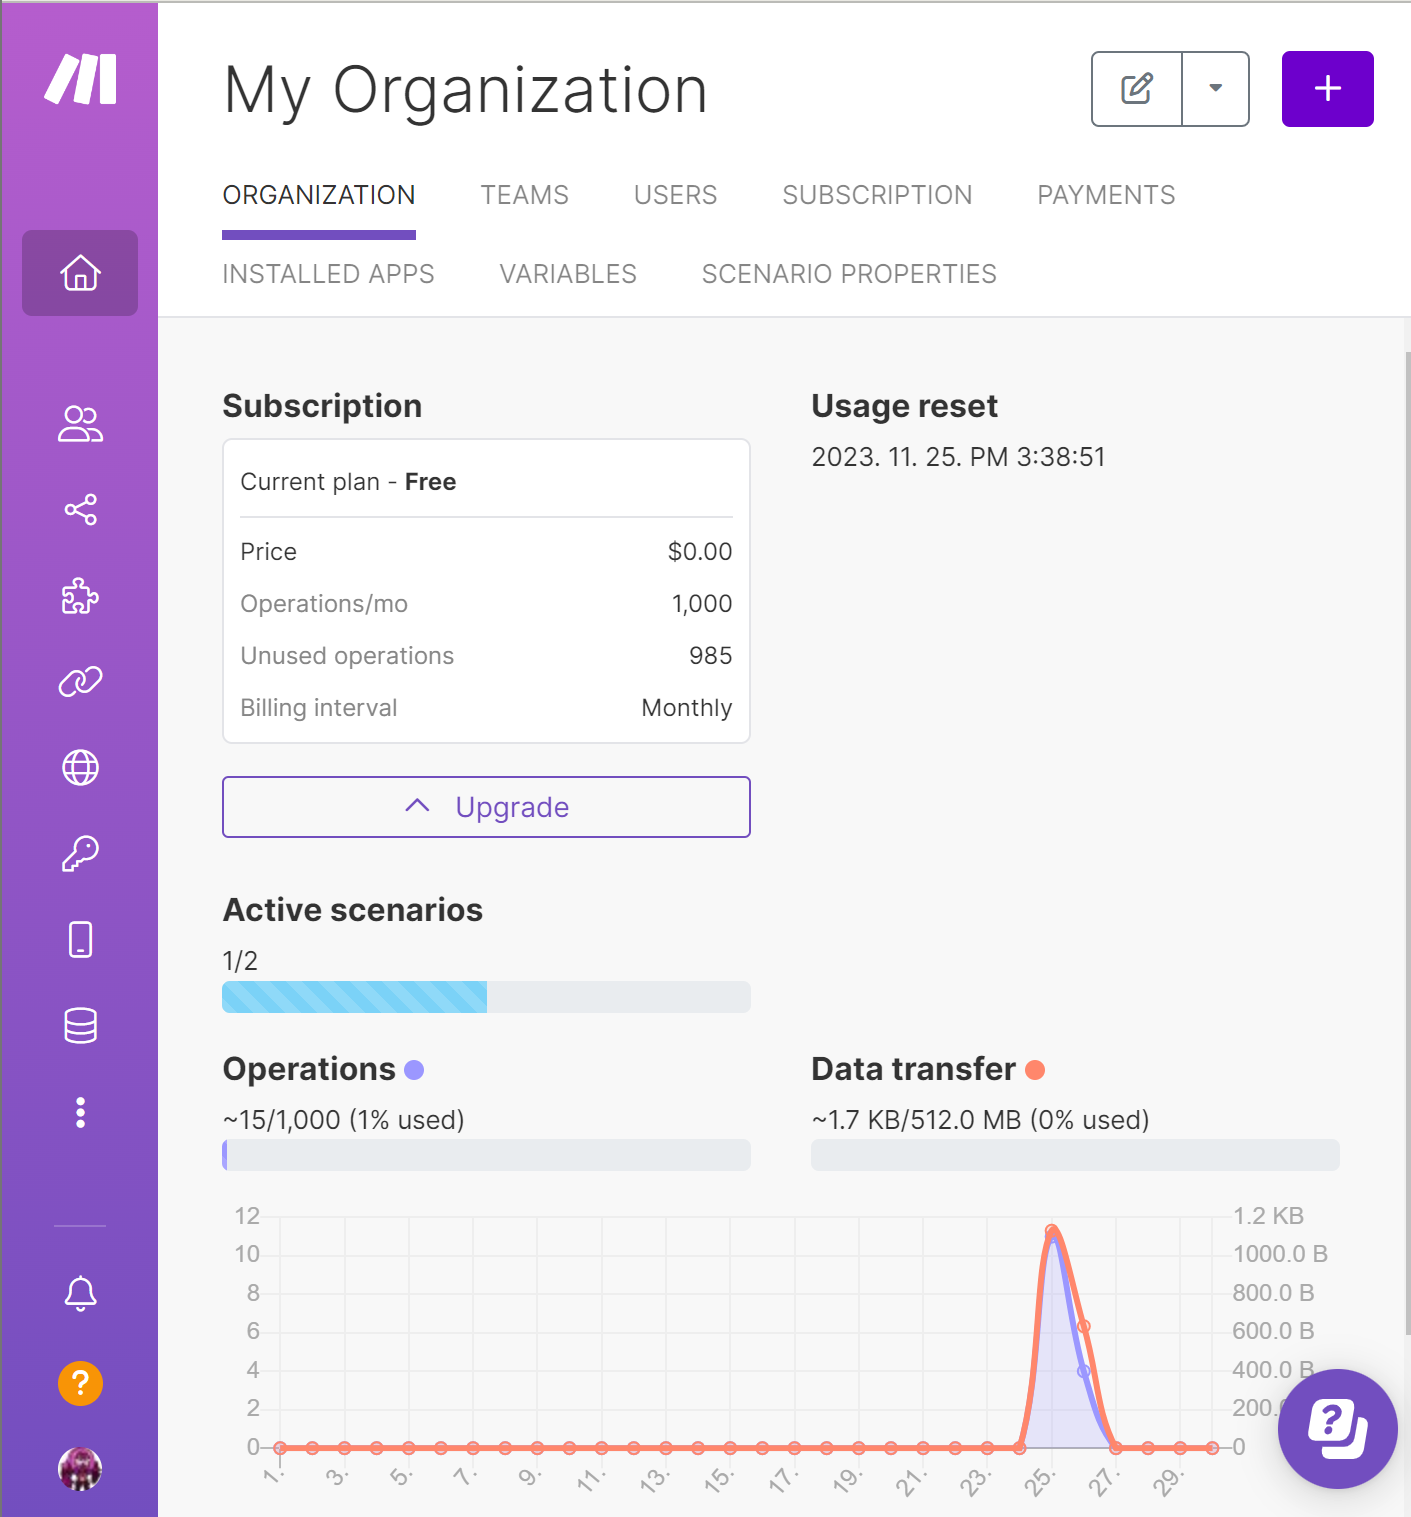 My Organization
ORGANIZATION TEAMS USERS SUBSCRIPTION PAYMENTS
INSTALLED APPS VARIABLES SCENARIO PROPERTIES
Subscription
Current plan - Free
Price $0.00
Operations/mo 1,000
Unused operations 985
Billing interval Monthly
Upgrade
Usage reset
2023. 11. 25. PM 3:38:51
Active scenarios
1/2
Operations
~15/1,000 (1% used)
Data transfer
~1.7 KB/512.0 MB (0% used)
12 1.2 KB
10 1000.0 B
8 800.0 B
6 600.0 B
4 400.0 B
2 200.
0 0
1. 3. 5. 7. 9. 11. 13. 15. 17. 19. 21. 23. 25. 27. 29.
?
?